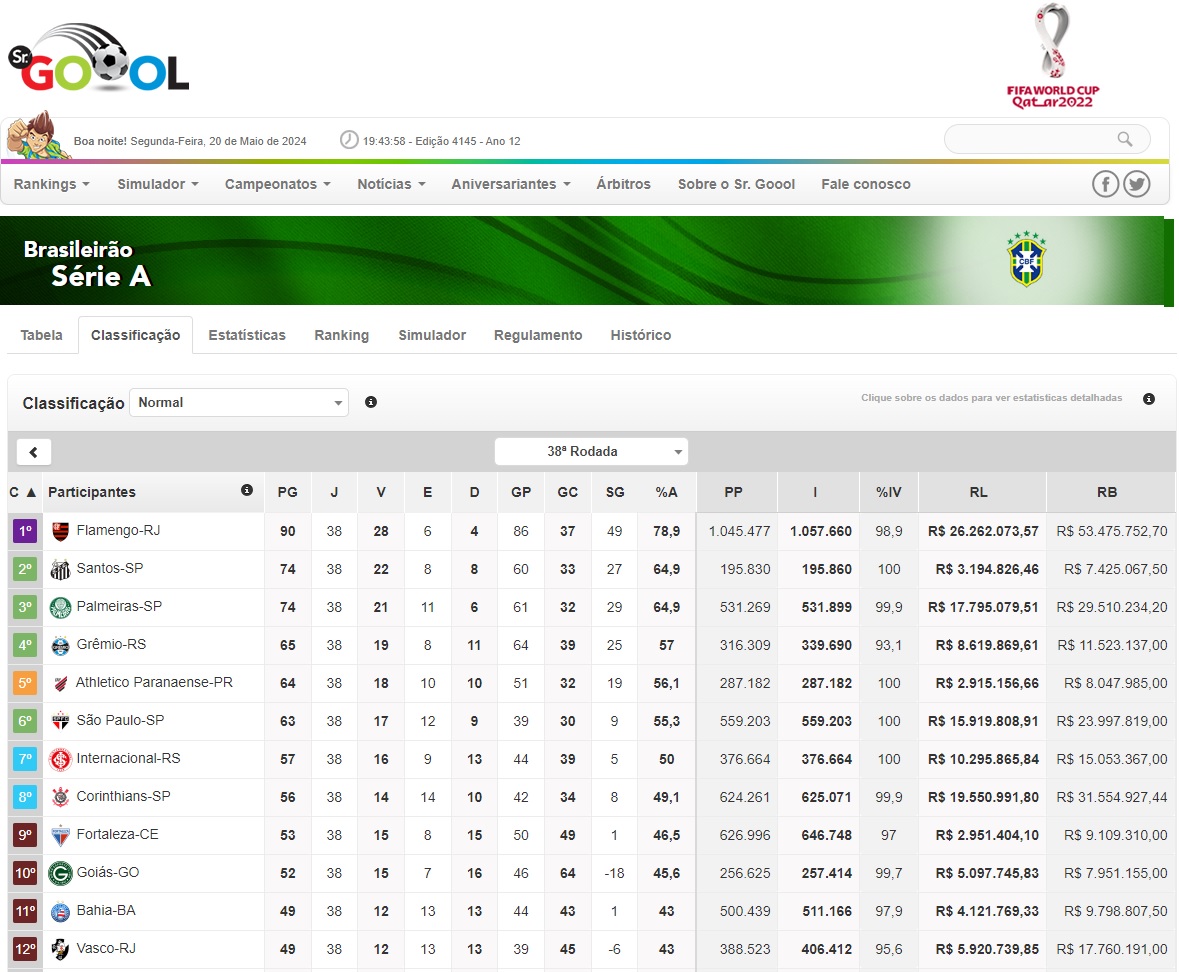 Sr. GOOOL
FIFA WORLD CUP
Qatar2022
Boa noite! Segunda-Feira, 20 de Maio de 2024 19:43:58 - Edição 4145 - Ano 12
Rankings Simulador Campeonatos Notícias Aniversariantes Árbitros Sobre o Sr. Goool Fale conosco
Brasileirão
Série A
CBF
Tabela Classificação Estatísticas Ranking Simulador Regulamento Histórico
Classificação Normal Clique sobre os dados para ver estatisticas detalhadas
38ª Rodada
C ▲ Participantes PG J V E D GP GC SG %A PP I %IV RL RB
1º Flamengo-RJ 90 38 28 6 4 86 37 49 78,9 1.045.477 1.057.660 98,9 R$ 26.262.073,57 R$ 53.475.752,70
2º Santos-SP 74 38 22 8 8 60 33 27 64,9 195.830 195.860 100 R$ 3.194.826,46 R$ 7.425.067,50
3º Palmeiras-SP 74 38 21 11 6 61 32 29 64,9 531.269 531.899 99,9 R$ 17.795.079,51 R$ 29.510.234,20
4º Grêmio-RS 65 38 19 8 11 64 39 25 57 316.309 339.690 93,1 R$ 8.619.869,61 R$ 11.523.137,00
5º Athletico Paranaense-PR 64 38 18 10 10 51 32 19 56,1 287.182 287.182 100 R$ 2.915.156,66 R$ 8.047.985,00
6º São Paulo-SP 63 38 17 12 9 39 30 9 55,3 559.203 559.203 100 R$ 15.919.808,91 R$ 23.997.819,00
7º Internacional-RS 57 38 16 9 13 44 39 5 50 376.664 376.664 100 R$ 10.295.865,84 R$ 15.053.367,00
8º Corinthians-SP 56 38 14 14 10 42 34 8 49,1 624.261 625.071 99,9 R$ 19.550.991,80 R$ 31.554.927,44
9º Fortaleza-CE 53 38 15 8 15 50 49 1 46,5 626.996 646.748 97 R$ 2.951.404,10 R$ 9.109.310,00
10º Goiás-GO 52 38 15 7 16 46 64 -18 45,6 256.625 257.414 99,7 R$ 5.097.745,83 R$ 7.951.155,00
11º Bahia-BA 49 38 12 13 13 44 43 1 43 500.439 511.166 97,9 R$ 4.121.769,33 R$ 9.798.807,50
12º Vasco-RJ 49 38 12 13 13 39 45 -6 43 388.523 406.412 95,6 R$ 5.920.739,85 R$ 17.760.191,00